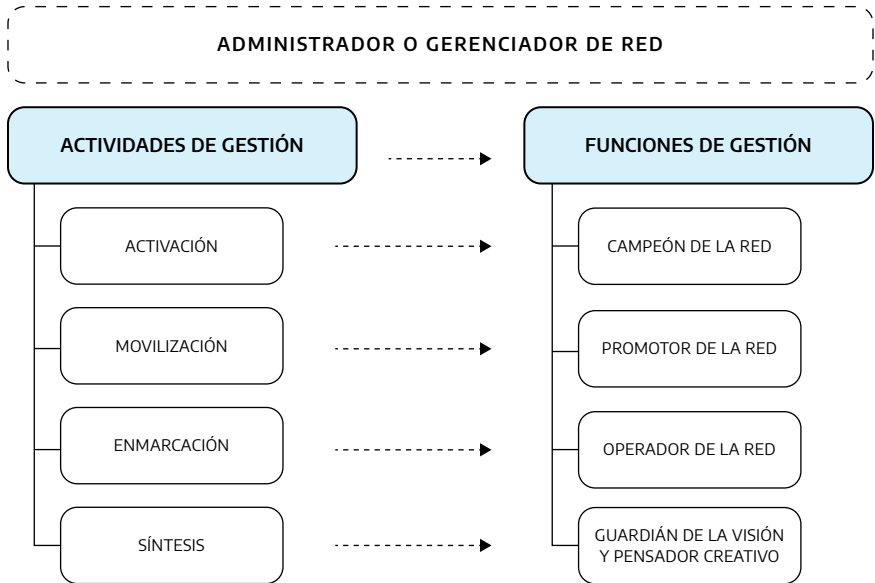 ADMINISTRADOR O GERENCIADOR DE RED
ACTIVIDADES DE GESTIÓN
FUNCIONES DE GESTIÓN
ACTIVACIÓN
CAMPEÓN DE LA RED
MOVILIZACIÓN
PROMOTOR DE LA RED
ENMARCACIÓN
OPERADOR DE LA RED
SÍNTESIS
GUARDIÁN DE LA VISIÓN
Y PENSADOR CREATIVO